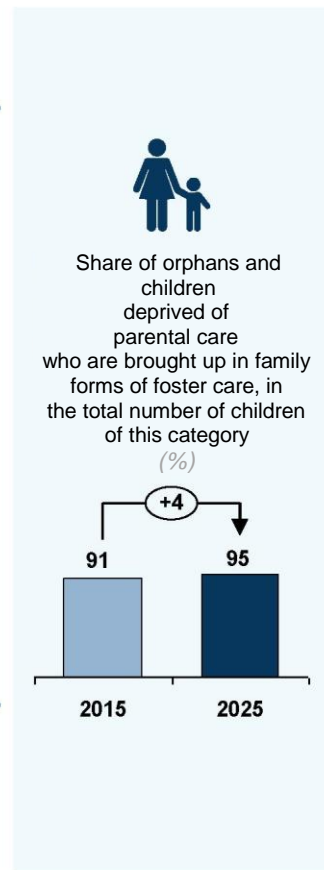 Share of orphans and
children
deprived of
parental care
who are brought up in family
forms of foster care, in
the total number of children
of this category
(%)
+4
91
95
2015
2025